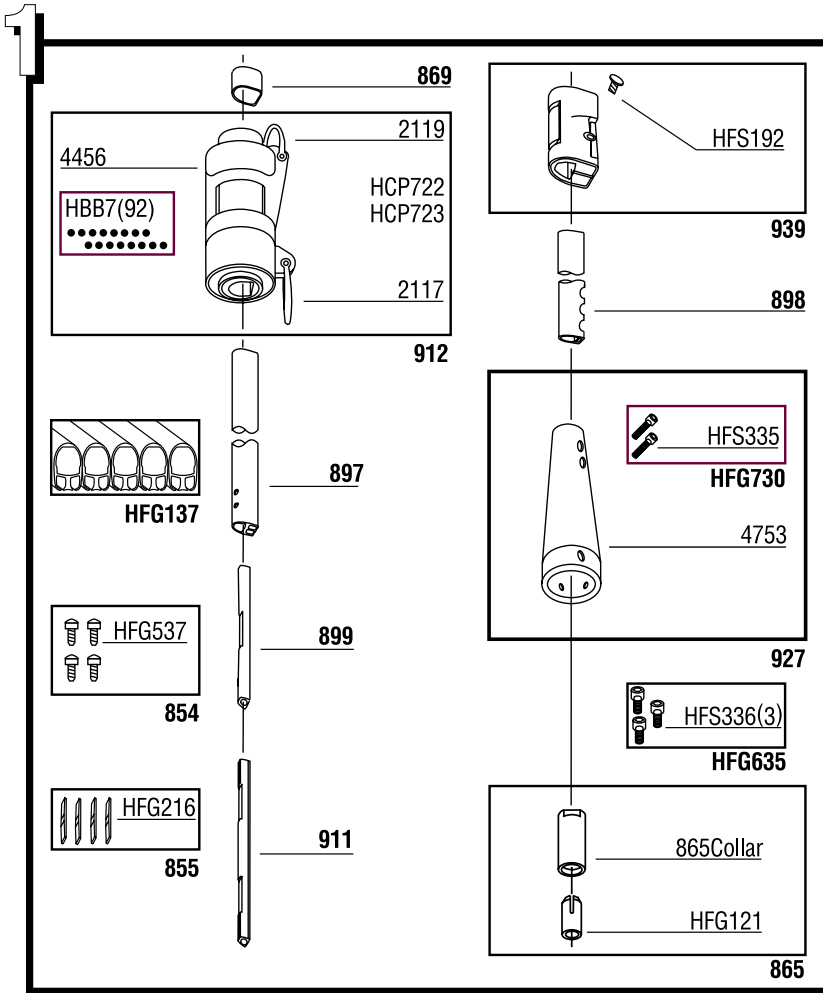 1
869
2119
4456
HCP722
HCP723
HBB7(92)
2117
912
897
HFG137
HFG537
899
854
HFG216
911
855
HFS192
939
898
HFS335
HFG730
4753
927
HFS336(3)
HFG635
865Collar
HFG121
865